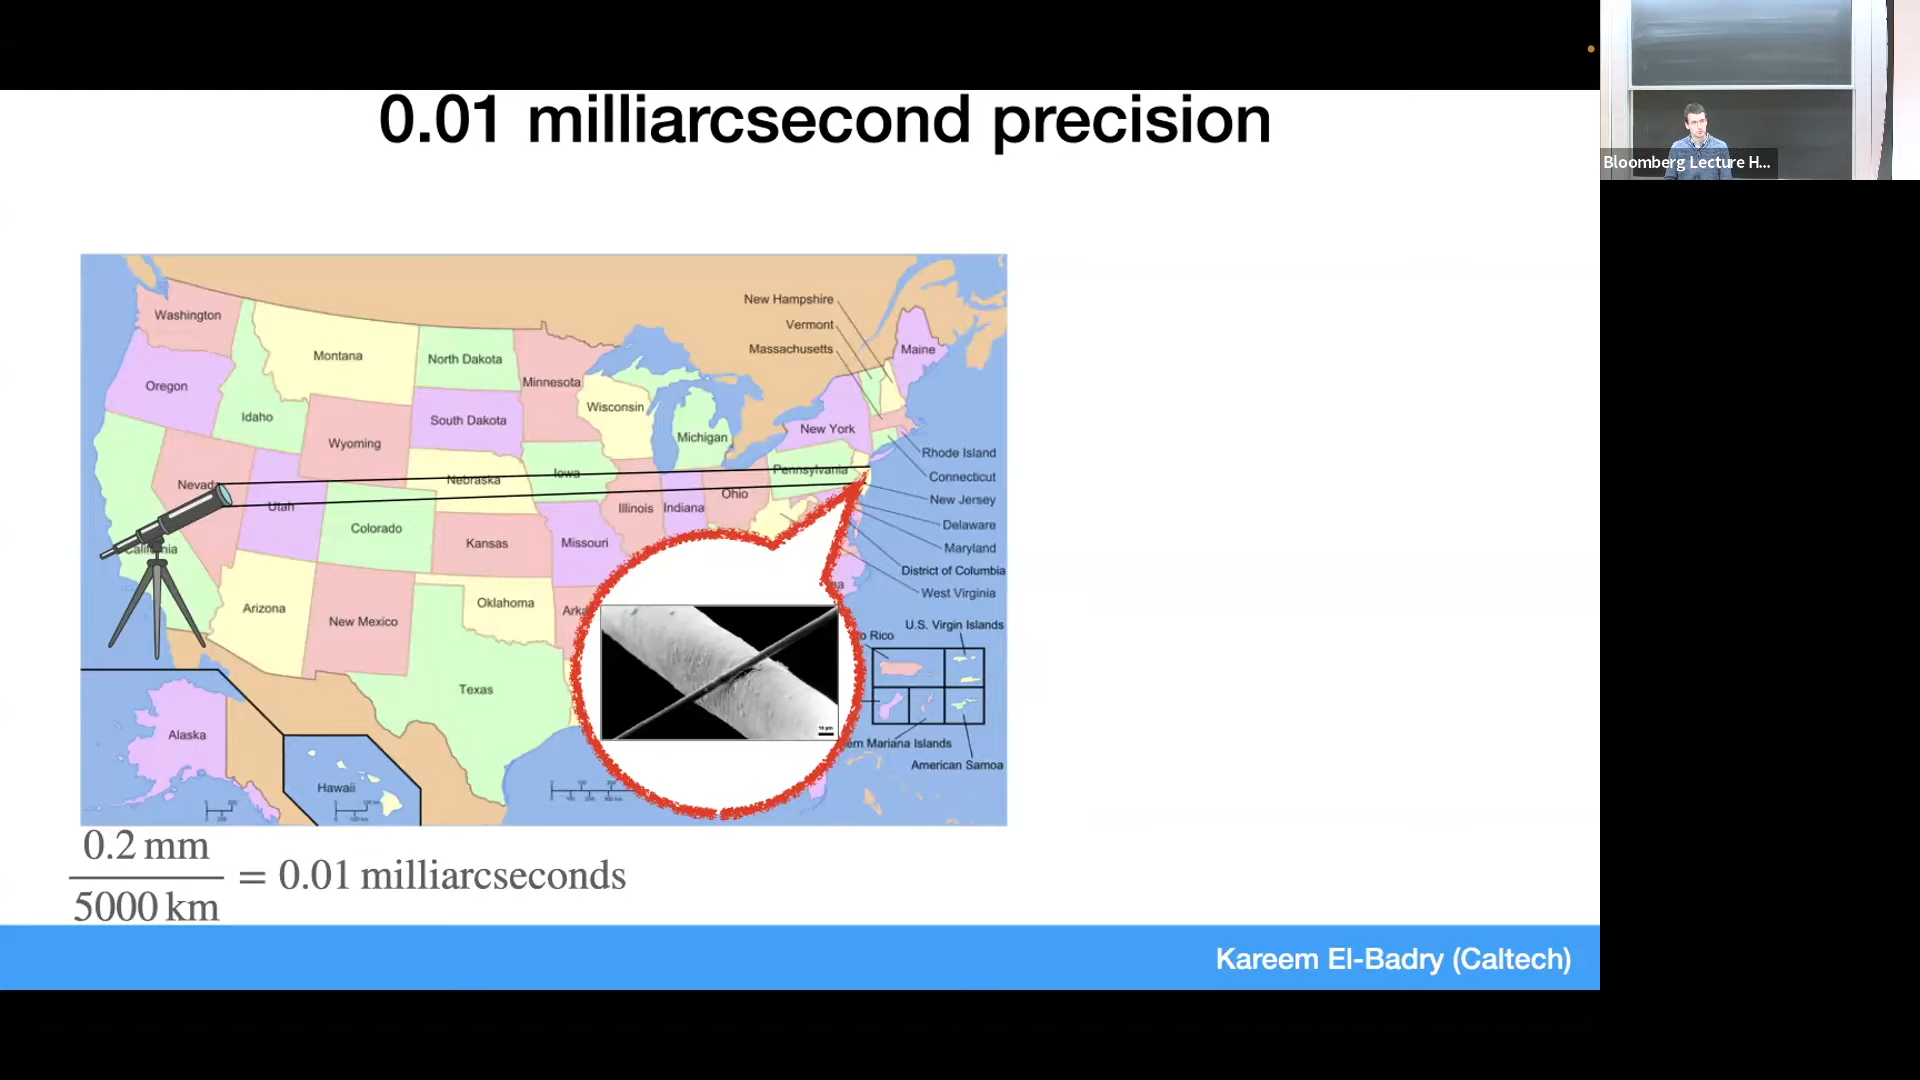 0.01 milliarcsecond precision
Bloomberg Lecture H...
New Hampshire
Vermont
Massachusetts
Washington
Montana
North Dakota
Minnesota
Maine
Oregon
Idaho
South Dakota
Wisconsin
Wyoming
Michigan
New York
Rhode Island
Connecticut
Nebraska
Iowa
Pennsylvania
Nevada
Utah
Ohio
New Jersey
Illinois
Indiana
Colorado
Delaware
Kansas
Missouri
California
Maryland
District of Columbia
West Virginia
Arizona
New Mexico
Oklahoma
Arka
U.S. Virgin Islands
o Rico
Texas
Alaska
ern Mariana Islands
American Samoa
Hawaii
0.2 mm
5000 km
= 0.01 milliarcseconds
Kareem El-Badry (Caltech)